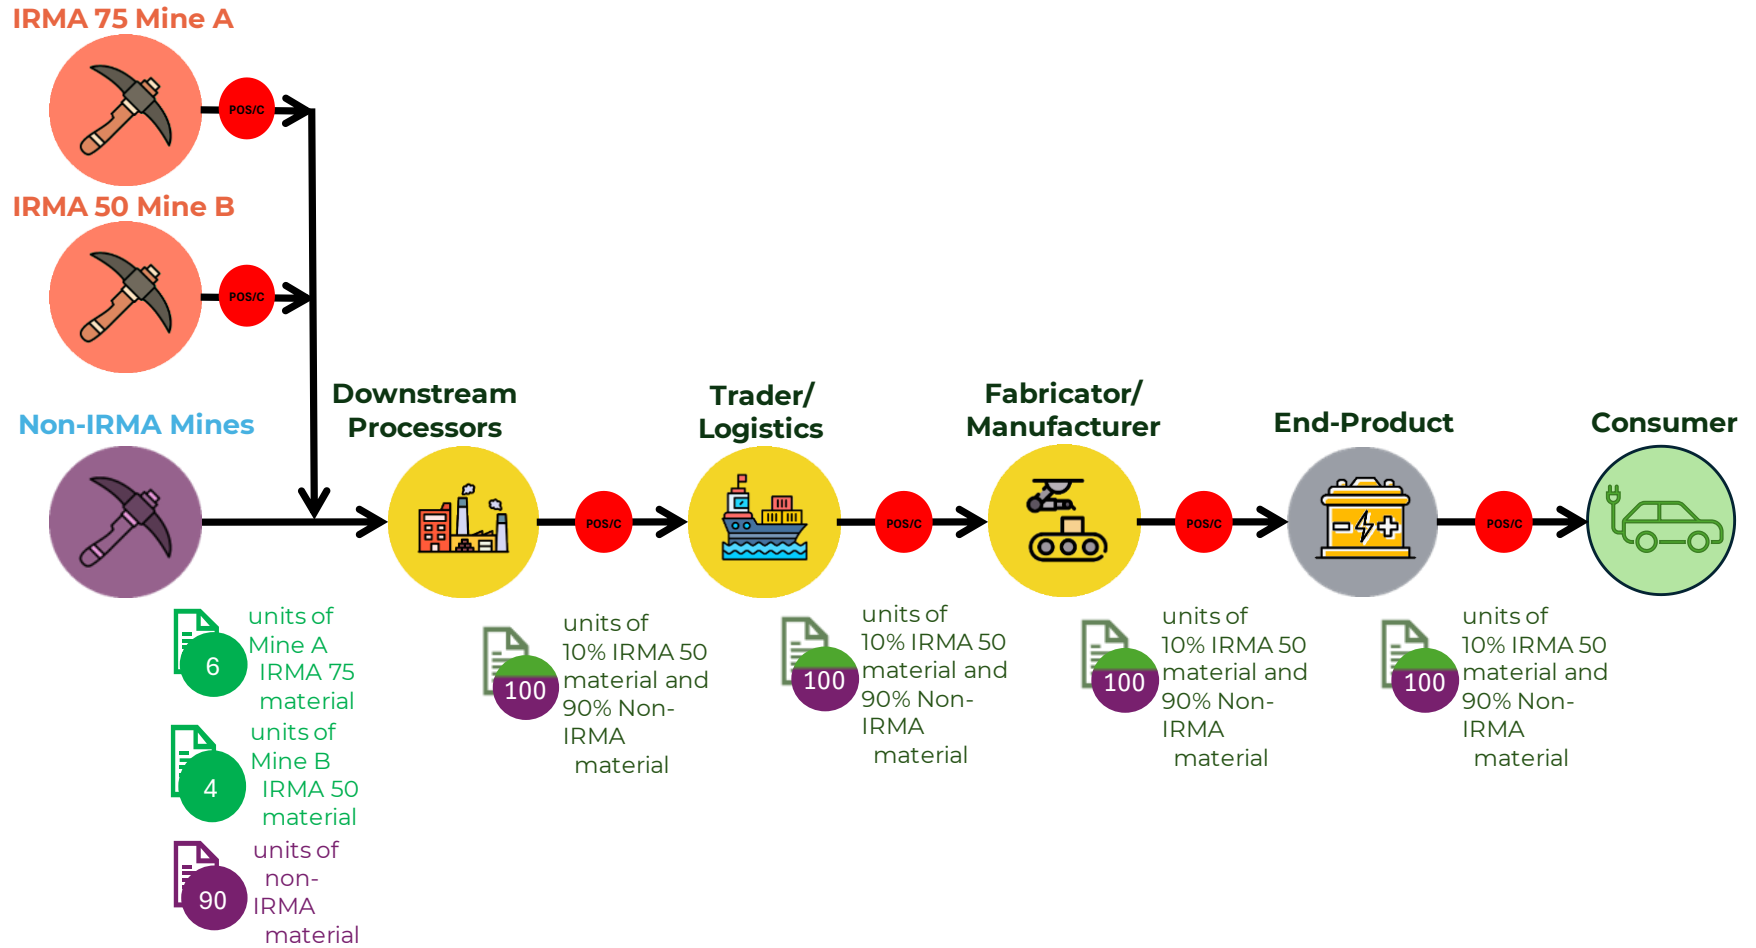 IRMA 75 Mine A
POS/C
IRMA 50 Mine B
POS/C
Non-IRMA Mines
Downstream
Processors
Trader/
Logistics
Fabricator/
Manufacturer
End-Product
Consumer
POS/C
POS/C
POS/C
POS/C
6
units of
Mine A
IRMA 75
material
4
units of
Mine B
IRMA 50
material
90
units of
non-
IRMA
material
100
units of
10% IRMA 50
material and
90% Non-
IRMA
material
100
units of
10% IRMA 50
material and
90% Non-
IRMA
material
100
units of
10% IRMA 50
material and
90% Non-
IRMA
material
100
units of
10% IRMA 50
material and
90% Non-
IRMA
material